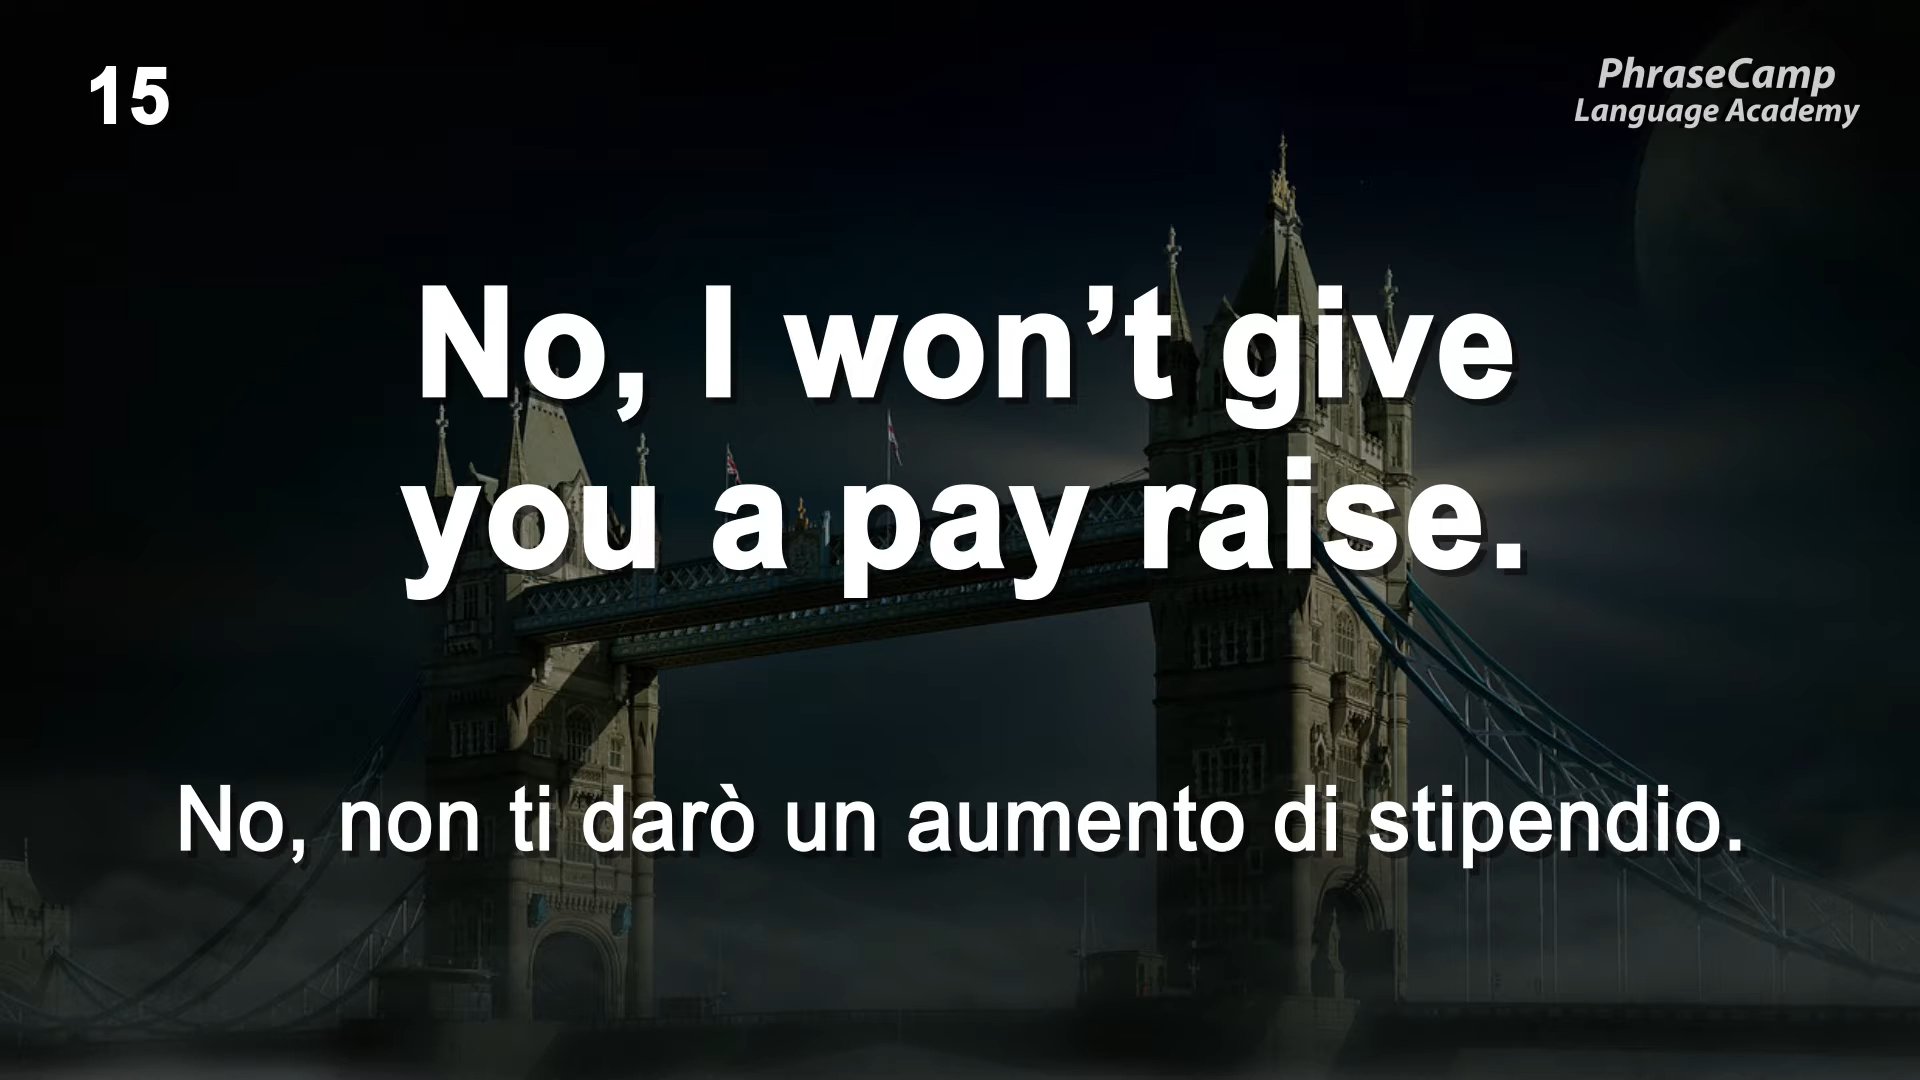 15
PhraseCamp
Language Academy
No, I won’t give
you a pay raise.
No, non ti darò un aumento di stipendio.